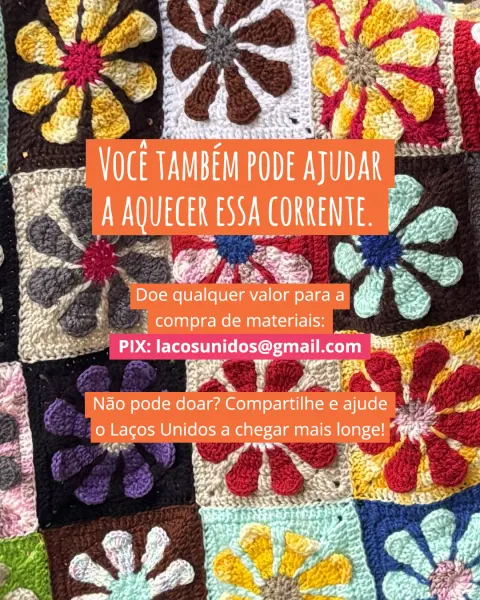 Você também pode ajudar
a aquecer essa corrente.
Doe qualquer valor para a
compra de materiais:
PIX: lacosunidos@gmail.com
Não pode doar? Compartilhe e ajude
o Laços Unidos a chegar mais longe!